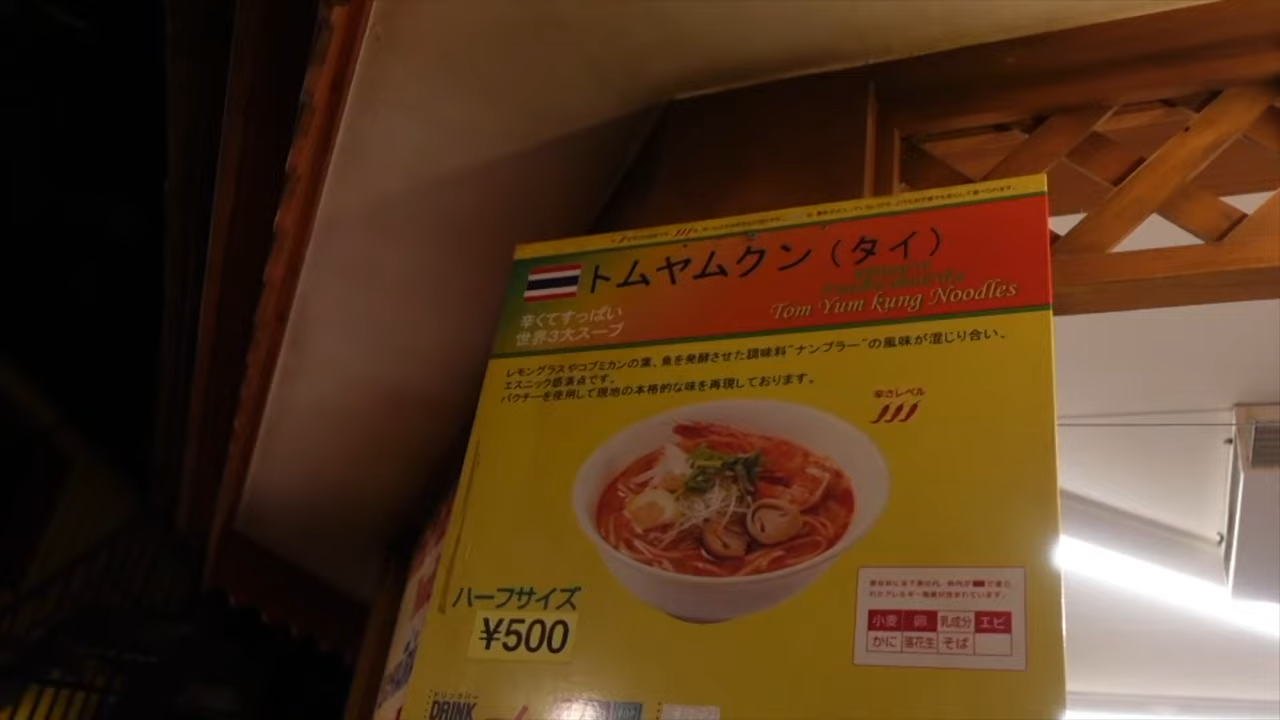 トムヤムクン（タイ）
Tom Yum kung Noodles
辛くてすっぱい
世界3大スープ
レモングラスやコブミカンの葉、魚を発酵させた調味料“ナンプラー”の風味が混じり合い、
エスニック感満点です。
パクチーを使用して現地の本格的な味を再現しております。
辛さレベル
ハーフサイズ
¥500
小麦 卵 乳成分 エビ
かに 落花生 そば
ドリンクバー
DRINK